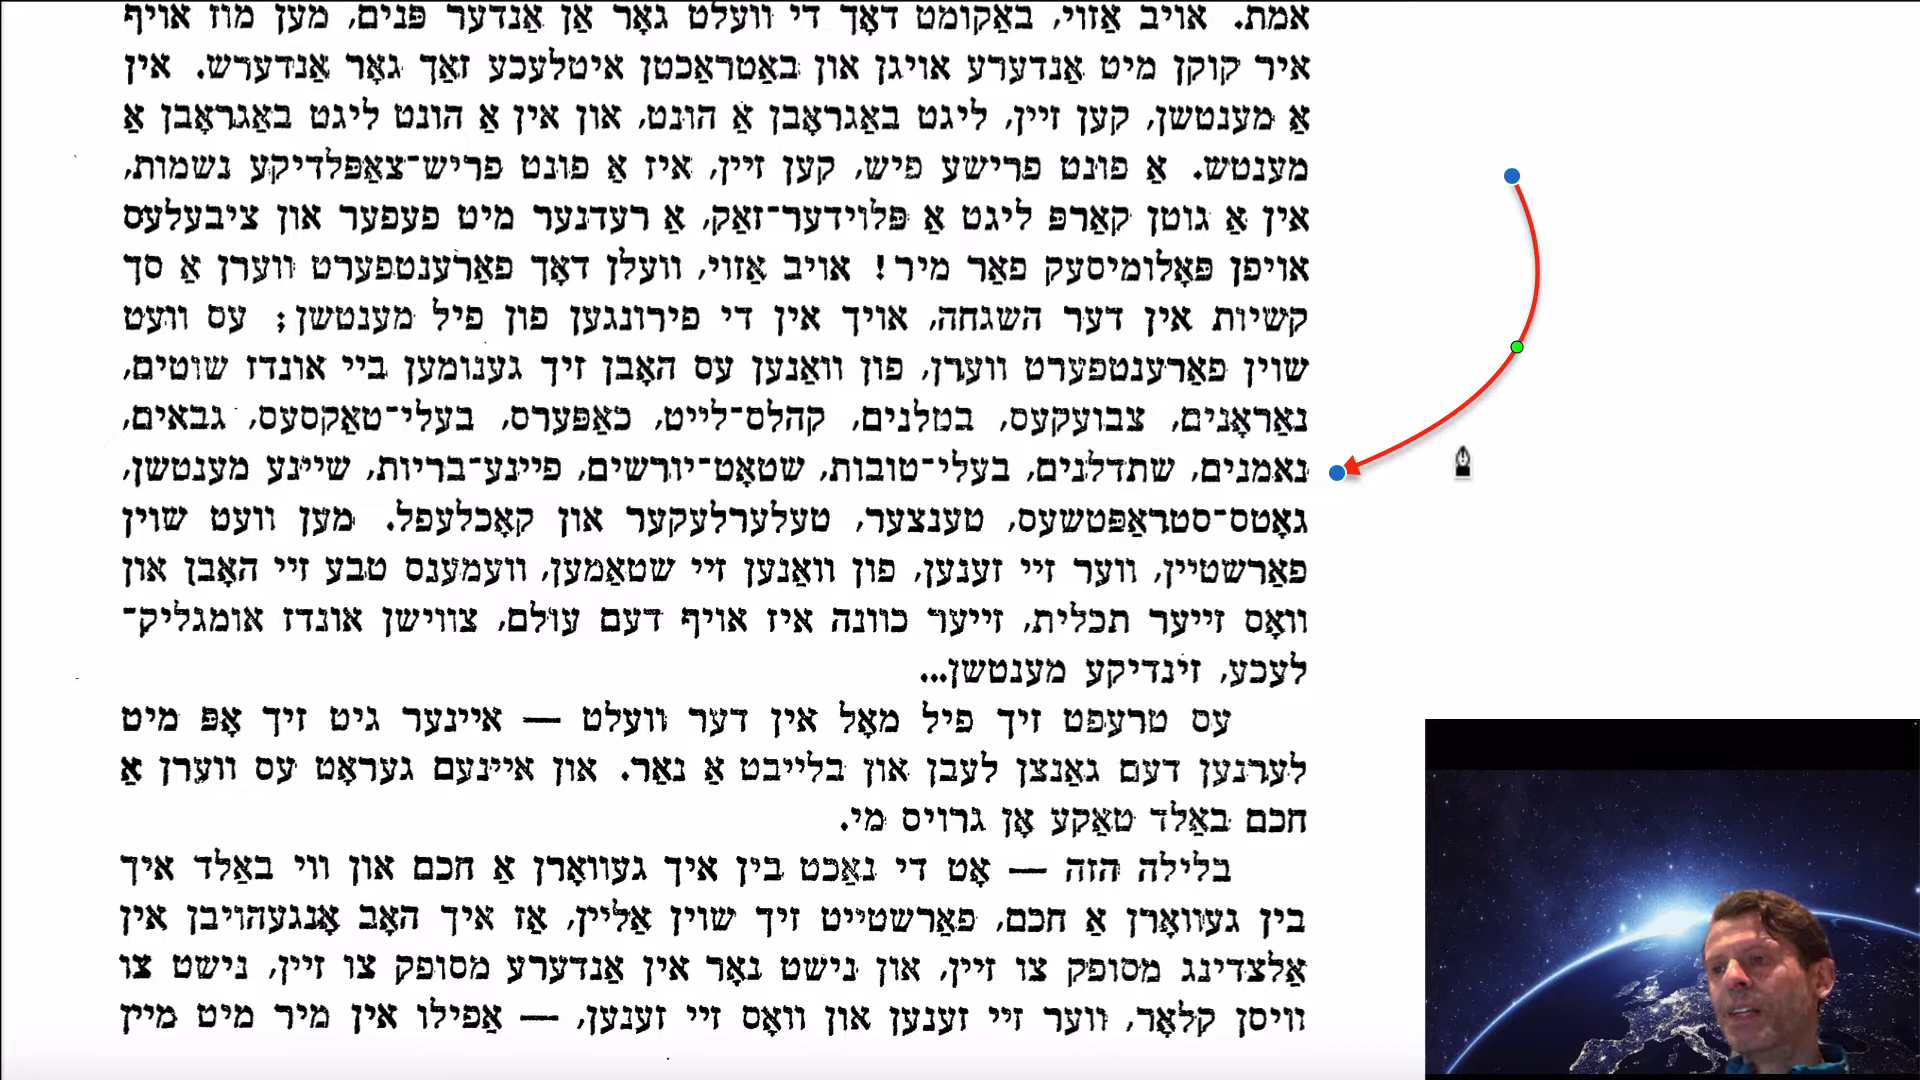 אמת. אויב אַזוי, באַקומט דאָך די וועלט גאָר אַן אַנדער פּנים, מען מוז אויף
איר קוקן מיט אַנדערע אויגן און באַטראַכטן איטלעכע זאַך גאָר אַנדערש. אין
אַ מענטשן, קען זיין, ליגט באַגראָבן אַ הונט, און אין אַ הונט ליגט באַגראָבן אַ
מענטש. אַ פונט פרישע פיש, קען זיין, איז אַ פונט פריש־צאַפּלדיקע נשמות,
אין אַ גוטן קאַרפּ ליגט אַ פּלוידער־זאַק, אַ רעדנער מיט פעפער און ציבעלעס
אויפן פּאָלומיסעק פאַר מיר! אויב אַזוי, וועלן דאָך פאַרענטפערט ווערן אַ סך
קשיות אין דער השגחה, אויך אין די פירונגען פון פיל מענטשן; עס וועט
שוין פאַרענטפערט ווערן, פון וואַנען עס האָבן זיך גענומען ביי אונדז שוטים,
נאַראָנים, צבועקעס, בטלנים, קהלס־לייט, כאַפּערס, בעלי־טאַקסעס, גבאים,
נאמנים, שתדלנים, בעלי־טובות, שטאָט־יורשים, פיינע־בריות, שיינע מענטשן,
גאָטס־סטראַפּטשעס, טענצער, טעלערלעקער און קאָכלעפל. מען וועט שוין
פאַרשטיין, ווער זיי זענען, פון וואַנען זיי שטאַמען, וועמענס טבע זיי האָבן און
וואָס זייער תכלית, זייער כוונה איז אויף דעם עולם, צווישן אונדז אומגליק־
לעכע, זינדיקע מענטשן...
עס טרעפט זיך פיל מאָל אין דער וועלט — איינער גיט זיך אָפּ מיט
לערנען דעם גאַנצן לעבן און בלייבט אַ נאַר. און איינעם געראָט עס ווערן אַ
חכם באַלד טאַקע אָן גרויס מי.
בלילה הזה — אָט די נאַכט בין איך געוואָרן אַ חכם און ווי באַלד איך
בין געוואָרן אַ חכם, פאַרשטייט זיך שוין אַליין, אַז איך האָב אָנגעהויבן אין
אַלצדינג מסופק צו זיין, און נישט נאָר אין אַנדערע מסופק צו זיין, נישט צו
וויסן קלאָר, ווער זיי זענען און וואָס זיי זענען, — אַפילו אין מיר מיט מיין